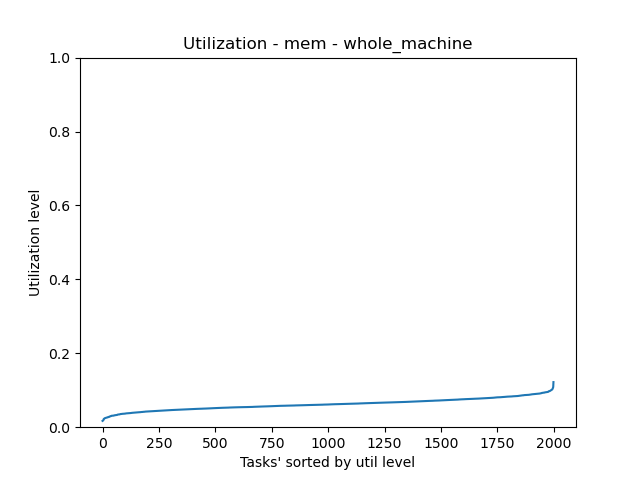 Utilization - mem - whole_machine
1.0
0.8
0.6
0.4
0.2
0.0
Utilization level
0 250 500 750 1000 1250 1500 1750 2000
Tasks' sorted by util level